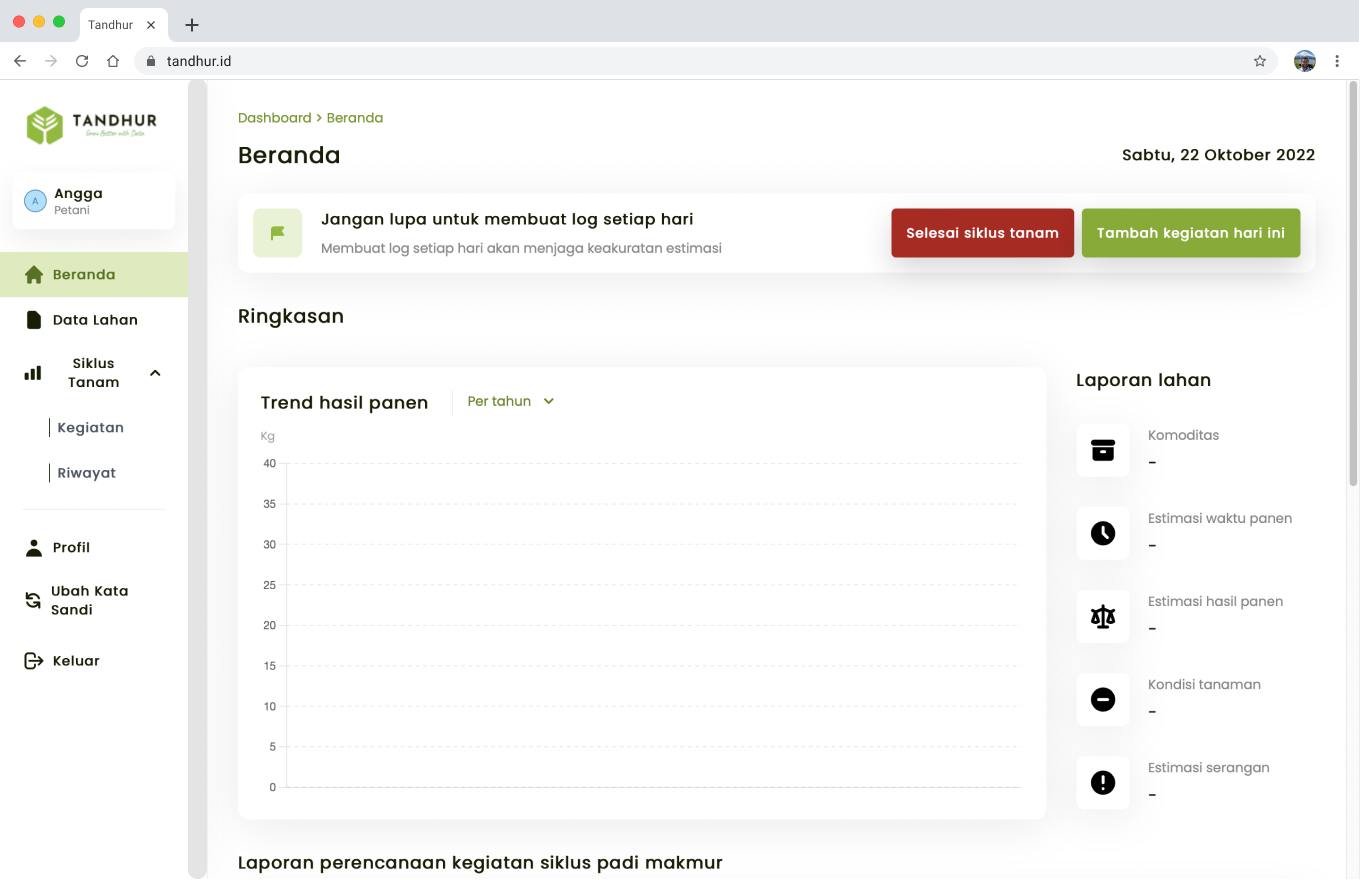 Tandhur
tandhur.id
TANDHUR
Grow Better with Data
A
Angga
Petani
Beranda
Data Lahan
Siklus
Tanam
Kegiatan
Riwayat
Profil
Ubah Kata
Sandi
Keluar
Dashboard > Beranda
Beranda
Sabtu, 22 Oktober 2022
Jangan lupa untuk membuat log setiap hari
Membuat log setiap hari akan menjaga keakuratan estimasi
Selesai siklus tanam
Tambah kegiatan hari ini
Ringkasan
Trend hasil panen
Per tahun
Kg
40
35
30
25
20
15
10
5
0
Laporan lahan
Komoditas
-
Estimasi waktu panen
-
Estimasi hasil panen
-
Kondisi tanaman
-
Estimasi serangan
-
Laporan perencanaan kegiatan siklus padi makmur